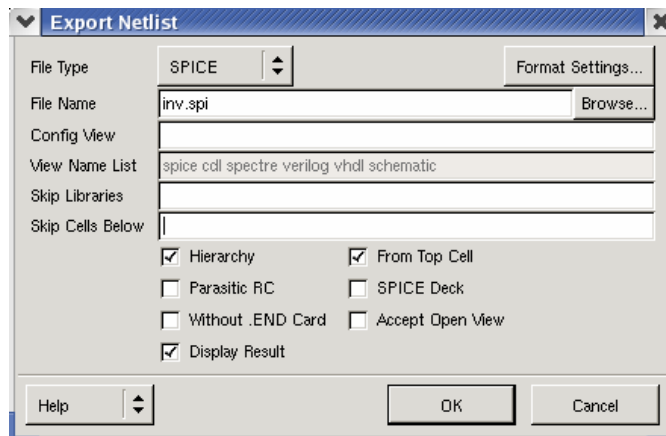 Export Netlist
File Type SPICE Format Settings...
File Name inv.spi Browse...
Config View
View Name List spice cdl spectre verilog vhdl schematic
Skip Libraries
Skip Cells Below
Hierarchy From Top Cell
Parasitic RC SPICE Deck
Without .END Card Accept Open View
Display Result
Help OK Cancel